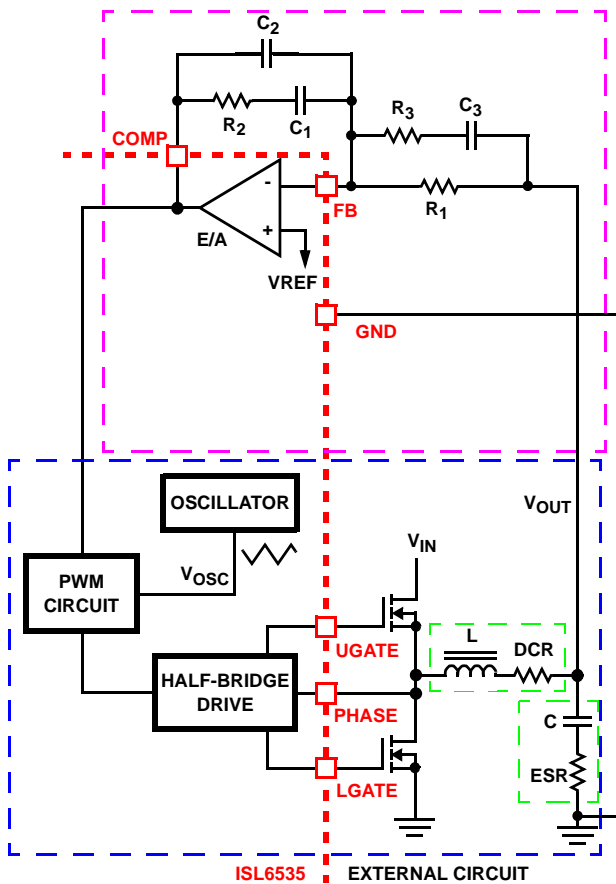 C2
R2
C1
R3
C3
COMP
-
FB
R1
E/A
+
VREF
GND
OSCILLATOR
VOUT
VIN
PWM
CIRCUIT
VOSC
UGATE
L
DCR
HALF-BRIDGE
DRIVE
PHASE
C
LGATE
ESR
ISL6535
EXTERNAL CIRCUIT